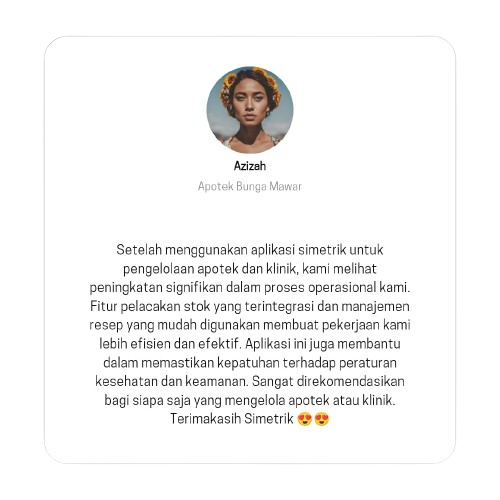 Azizah
Apotek Bunga Mawar
Setelah menggunakan aplikasi simetrik untuk
pengelolaan apotek dan klinik, kami melihat
peningkatan signifikan dalam proses operasional kami.
Fitur pelacakan stok yang terintegrasi dan manajemen
resep yang mudah digunakan membuat pekerjaan kami
lebih efisien dan efektif. Aplikasi ini juga membantu
dalam memastikan kepatuhan terhadap peraturan
kesehatan dan keamanan. Sangat direkomendasikan
bagi siapa saja yang mengelola apotek atau klinik.
Terimakasih Simetrik 😍😍